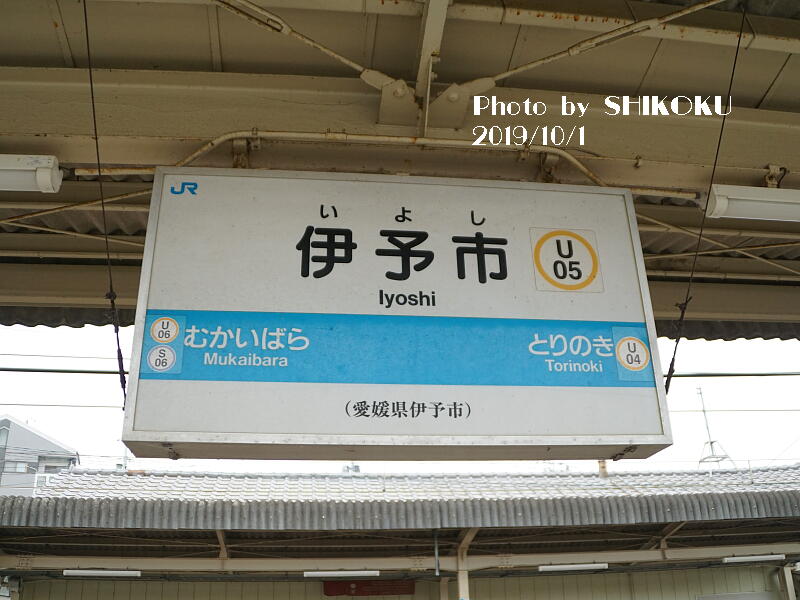 Photo by SHIKOKU
2019/10/1
JR
いよし
伊予市
Iyoshi
U
05
U
06
S
06
むかいばら
Mukaibara
とりのき
Torinoki
U
04
(愛媛県伊予市)